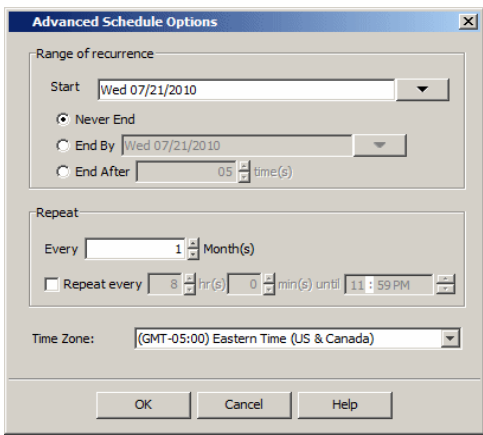 Advanced Schedule Options
Range of recurrence
Start Wed 07/21/2010
Never End
End By Wed 07/21/2010
End After 05 time(s)
Repeat
Every 1 Month(s)
Repeat every 8 hr(s) 0 min(s) until 11:59 PM
Time Zone: (GMT-05:00) Eastern Time (US & Canada)
OK Cancel Help